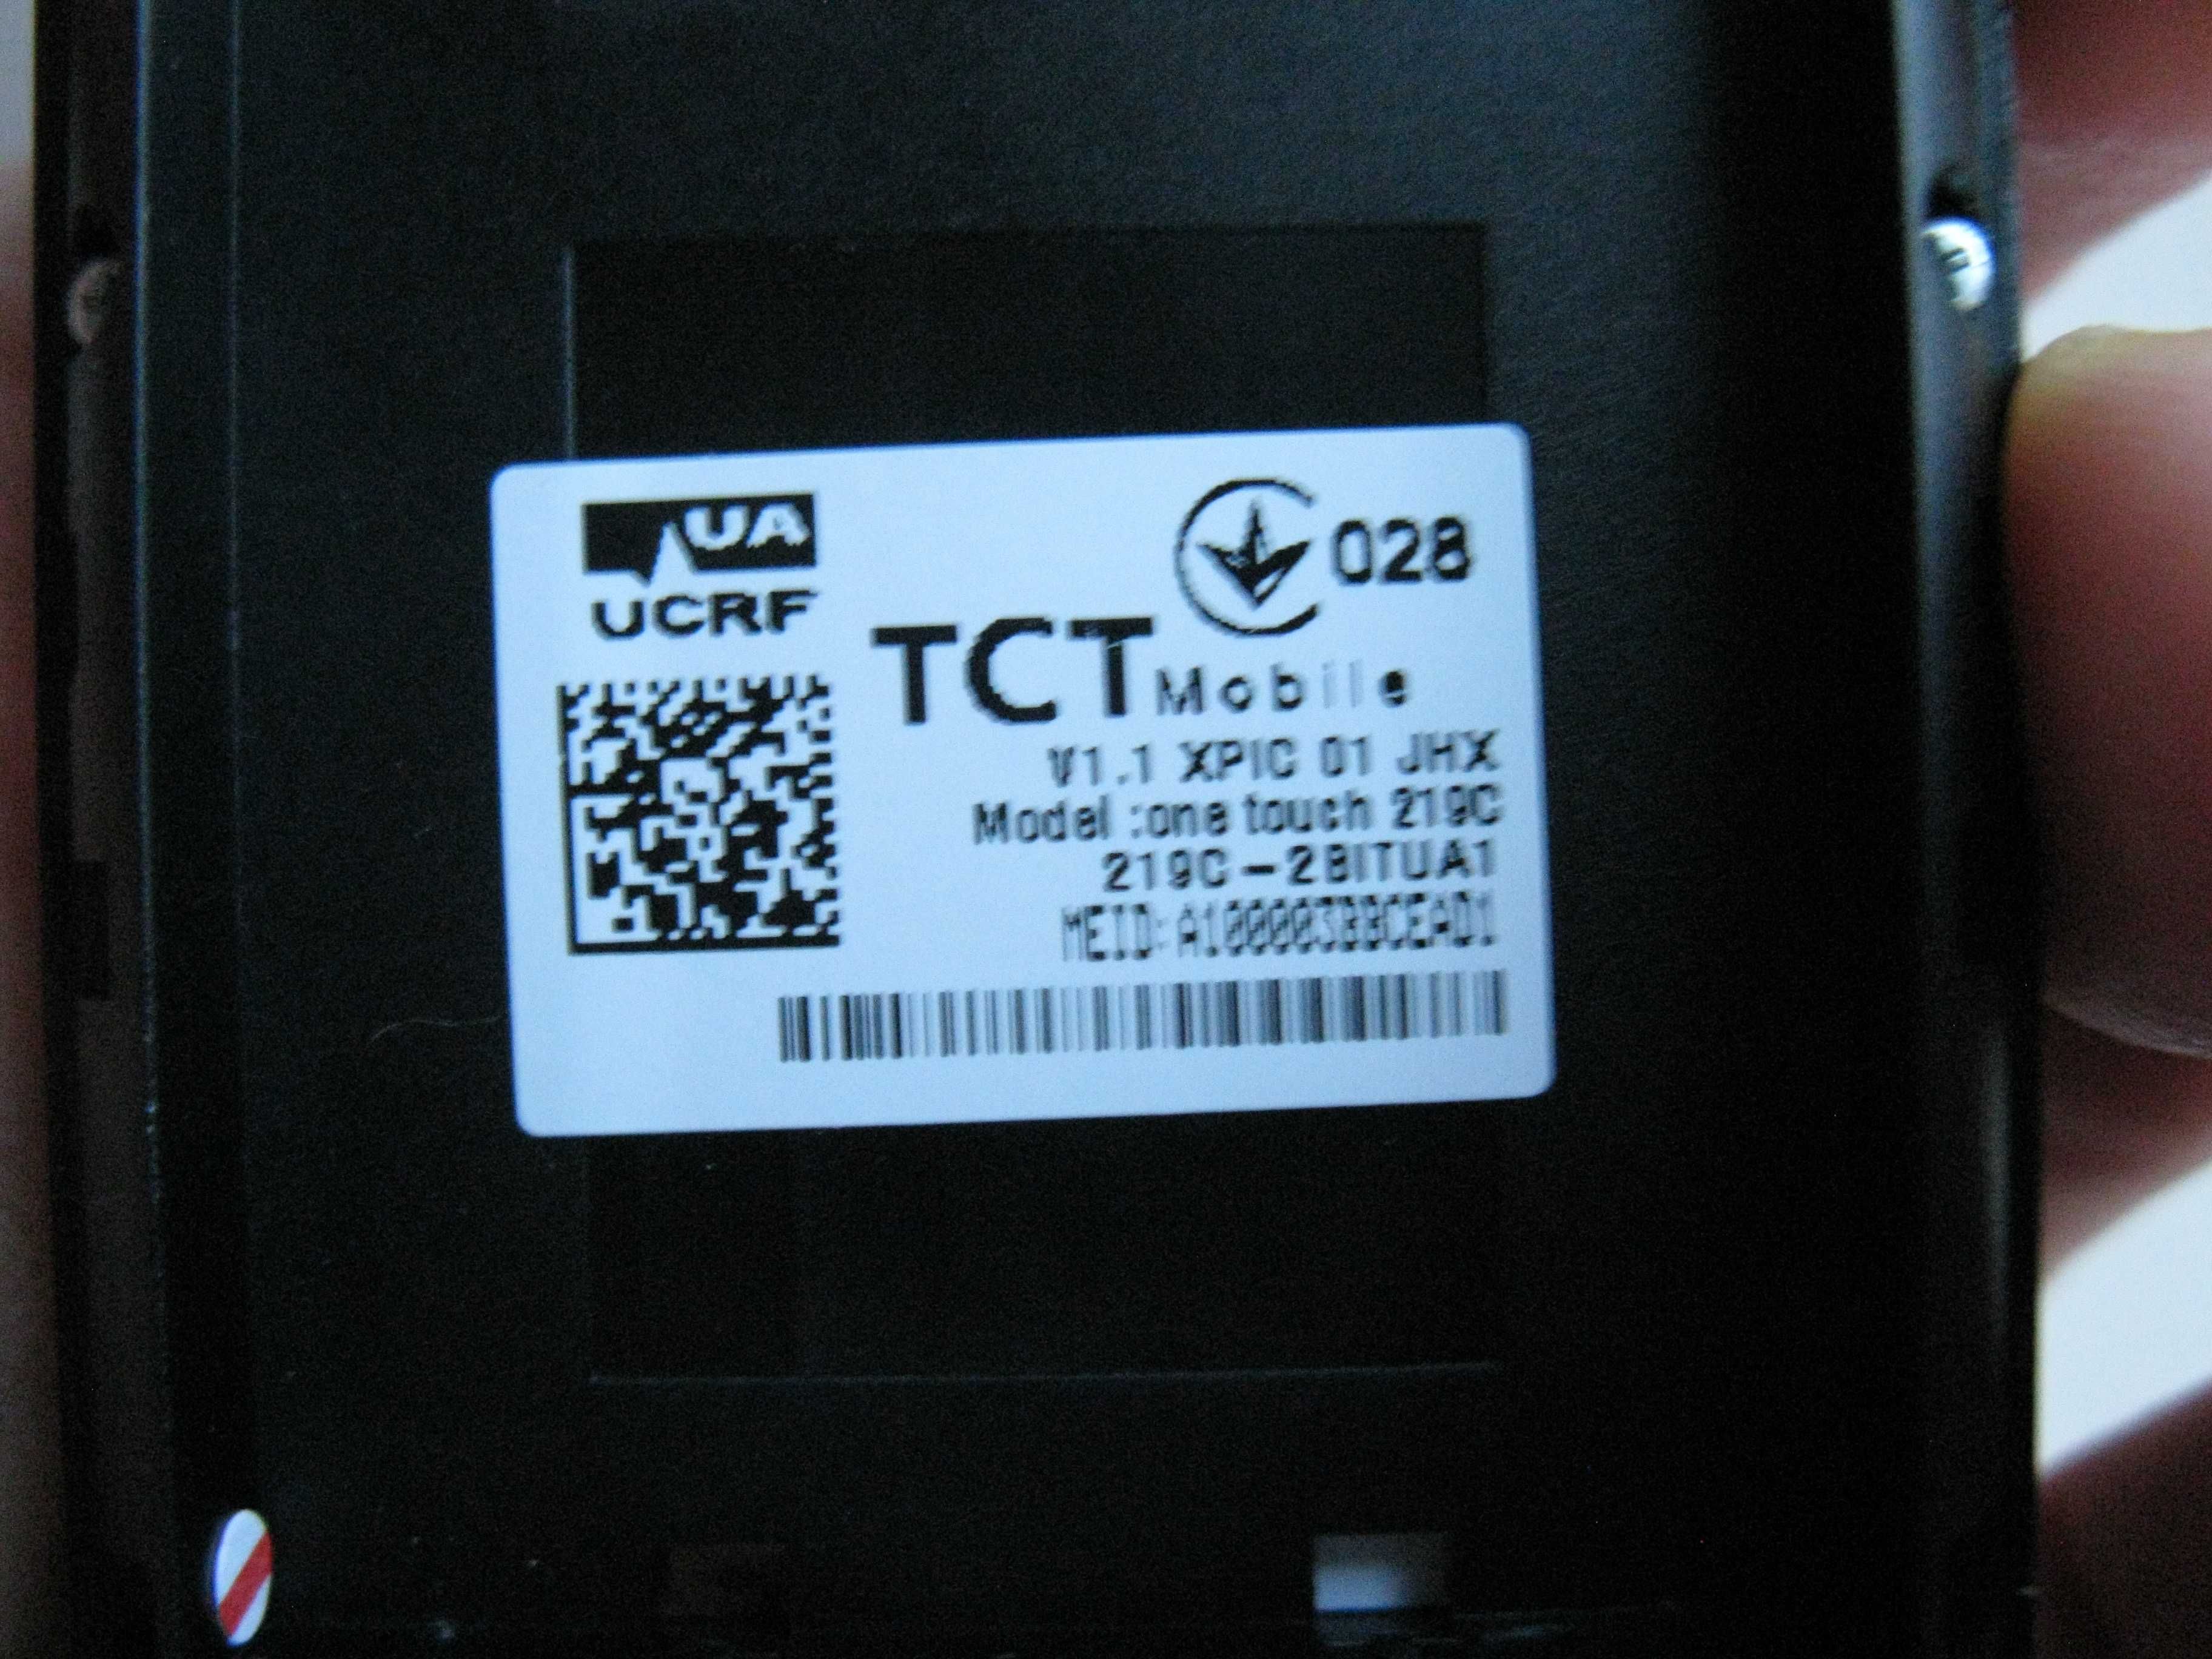 UA
UCRF
028
TCT Mobile
V1.1 XPIC 01 JHX
Model :one touch 219C
219C-2BITUA1
MEID:A100003BBCEAD1